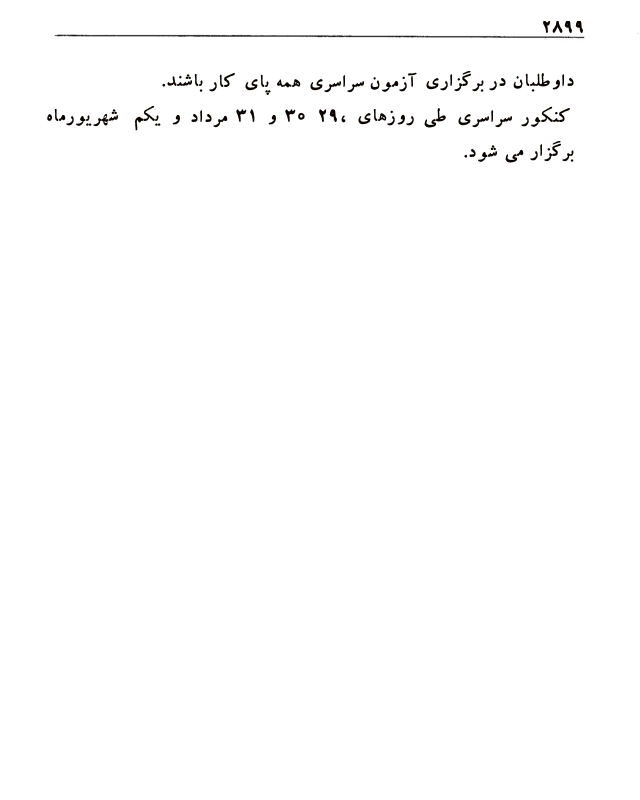 ۲۸۹۹
داوطلبان در برگزاری آزمون سراسری همه پای کار باشند.
کنکور سراسری طی روزهای ،۲۹ ۳۰ و ۳۱ مرداد و یکم شهریورماه
برگزار می شود.